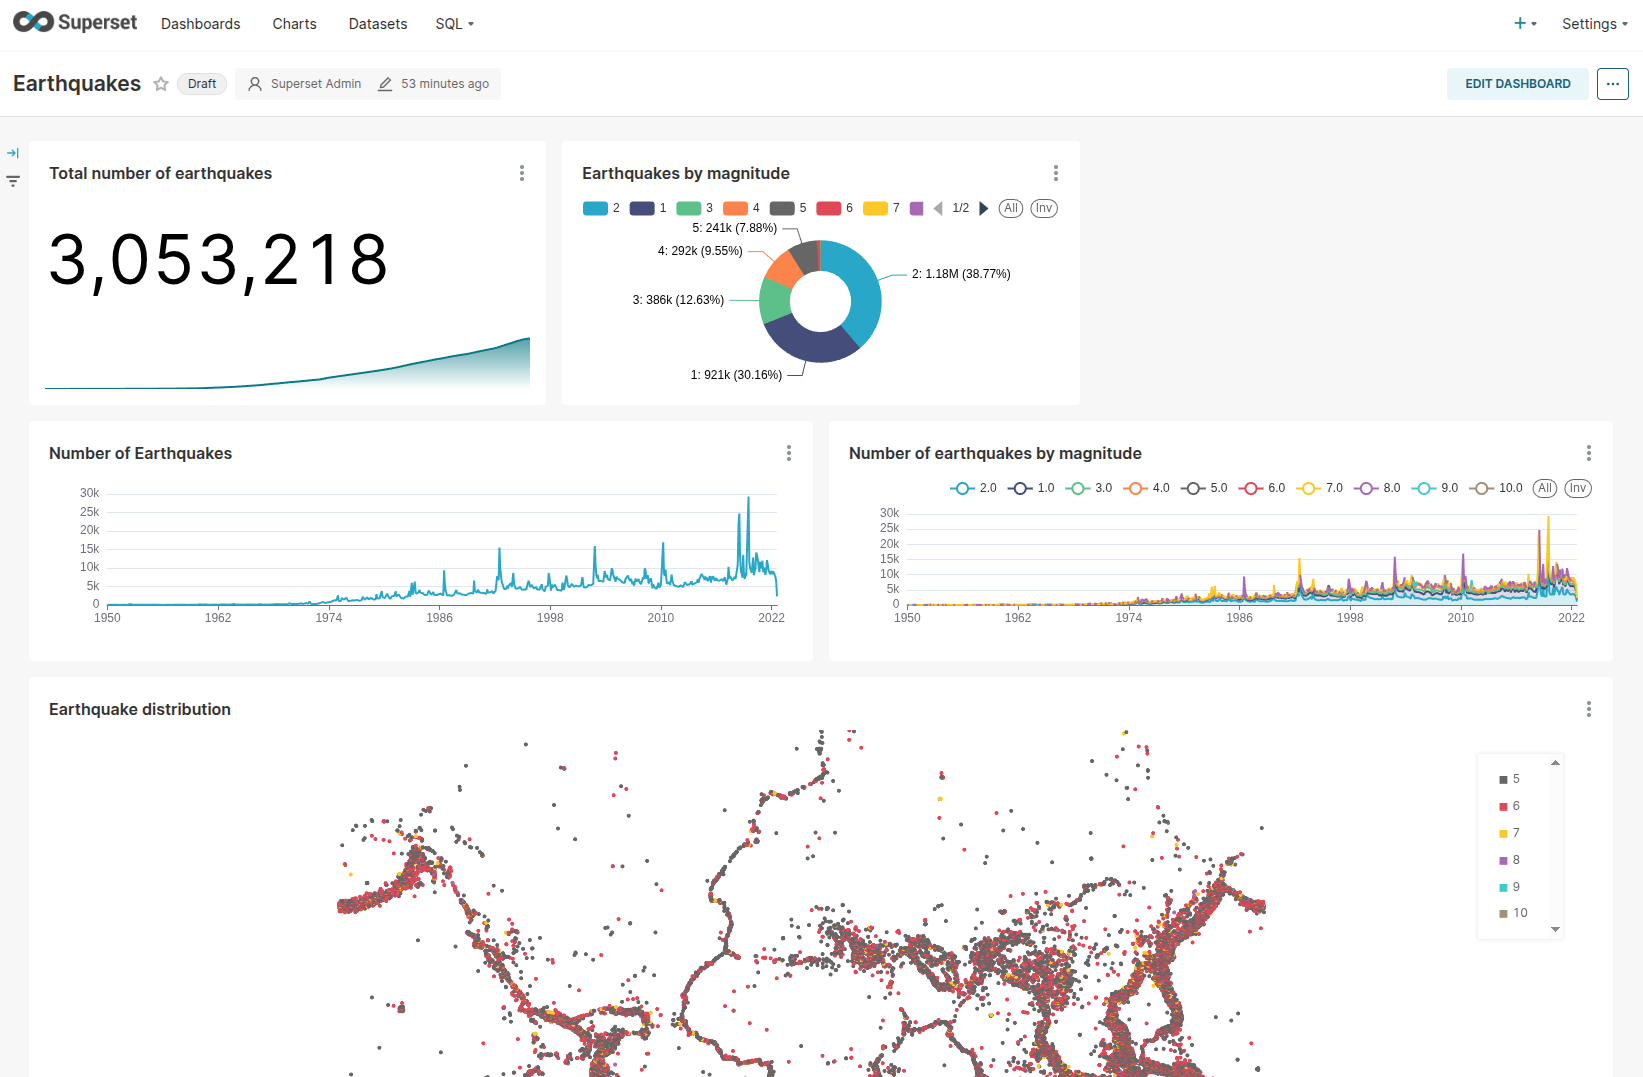 Superset Dashboards Charts Datasets SQL + Settings
Earthquakes Draft Superset Admin 53 minutes ago EDIT DASHBOARD ...
Total number of earthquakes
3,053,218
Earthquakes by magnitude
2 1 3 4 5 6 7 1/2 All Inv
5: 241k (7.88%)
4: 292k (9.55%)
2: 1.18M (38.77%)
3: 386k (12.63%)
1: 921k (30.16%)
Number of Earthquakes
30k
25k
20k
15k
10k
5k
0
1950 1962 1974 1986 1998 2010 2022
Number of earthquakes by magnitude
2.0 1.0 3.0 4.0 5.0 6.0 7.0 8.0 9.0 10.0 All Inv
30k
25k
20k
15k
10k
5k
0
1950 1962 1974 1986 1998 2010 2022
Earthquake distribution
5
6
7
8
9
10